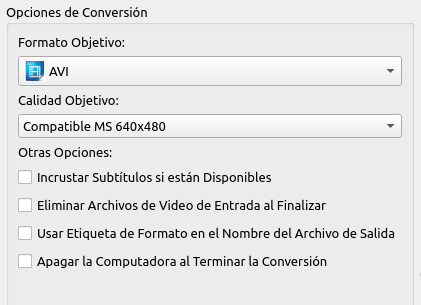 Opciones de Conversión
Formato Objetivo:
AVI
Calidad Objetivo:
Compatible MS 640x480
Otras Opciones:
Incrustar Subtítulos si están Disponibles
Eliminar Archivos de Video de Entrada al Finalizar
Usar Etiqueta de Formato en el Nombre del Archivo de Salida
Apagar la Computadora al Terminar la Conversión